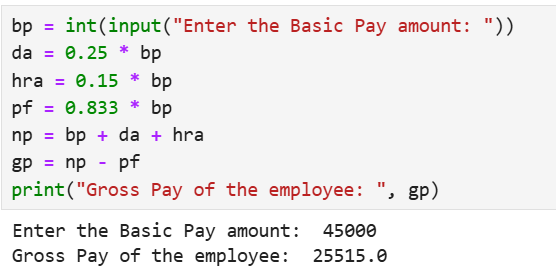 bp = int(input("Enter the Basic Pay amount: "))
da = 0.25 * bp
hra = 0.15 * bp
pf = 0.833 * bp
np = bp + da + hra
gp = np - pf
print("Gross Pay of the employee: ", gp)
Enter the Basic Pay amount:  45000
Gross Pay of the employee:  25515.0